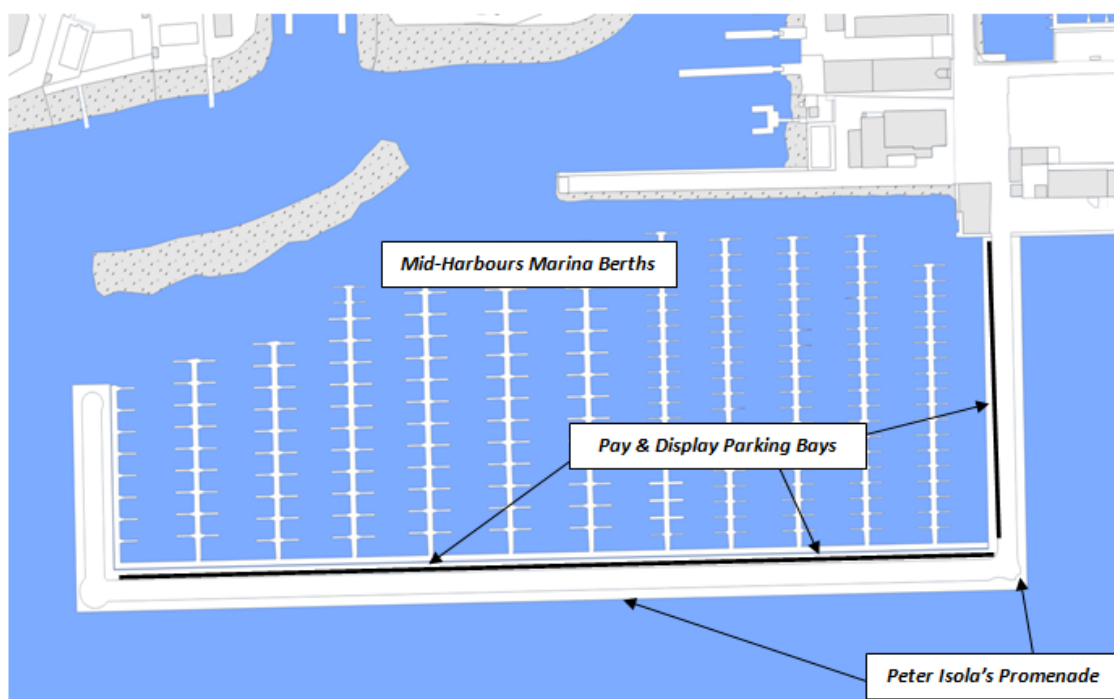 Mid-Harbours Marina Berths
Pay & Display Parking Bays
Peter Isola's Promenade